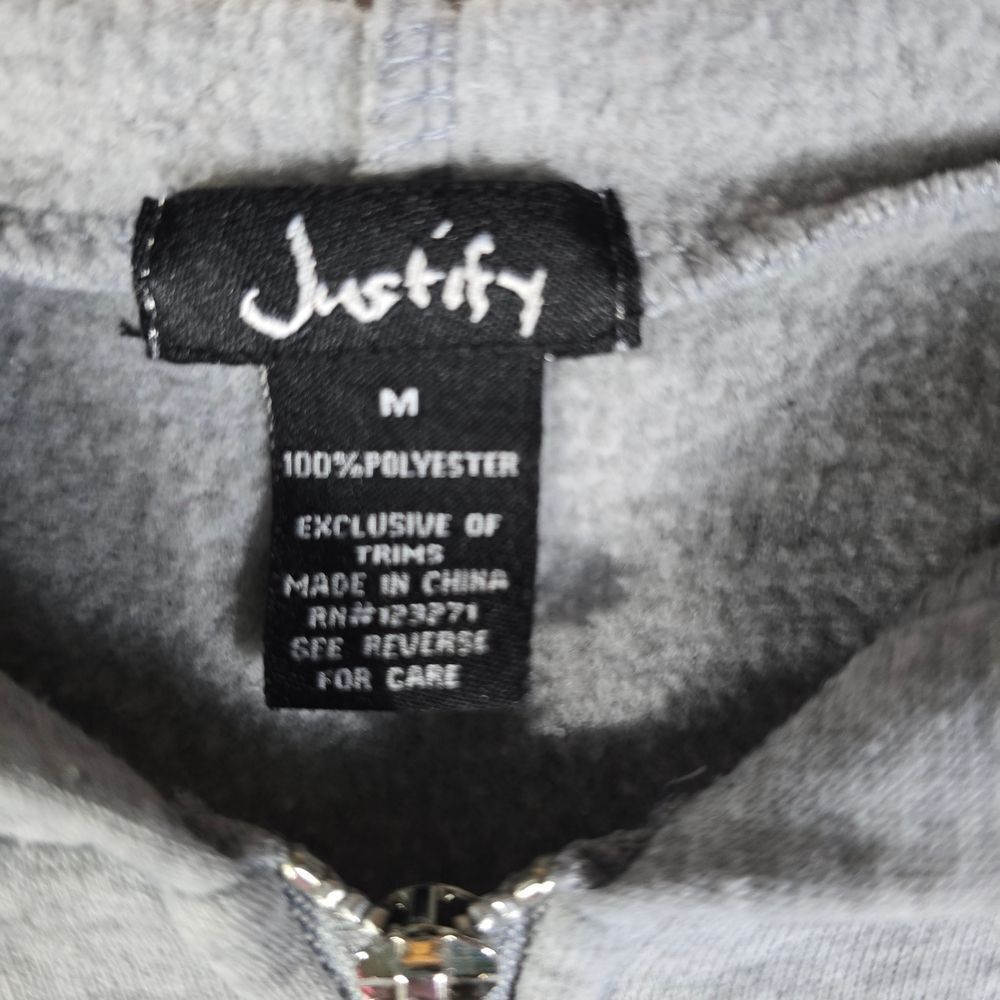 Justify
M
100%POLYESTER
EXCLUSIVE OF
TRIMS
MADE IN CHINA
RN#123271
SEE REVERSE
FOR CARE